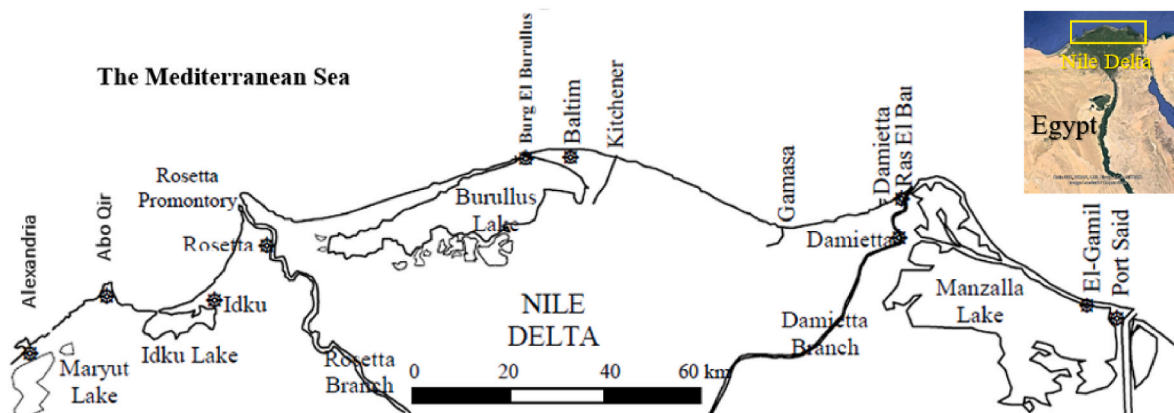 The Mediterranean Sea
Nile Delta
Egypt
Alexandria
Abo Qir
Rosetta
Promontory
Rosetta
Idku
Idku Lake
Maryut
Lake
Rosetta
Branch
Burg El Burullus
Baltim
Kitchener
Burullus
Lake
NILE
DELTA
Gamasa
Damietta
Ras El Bar
Damietta
Damietta
Branch
Manzalla
Lake
El-Gamil
Port Said
0 20 40 60 km